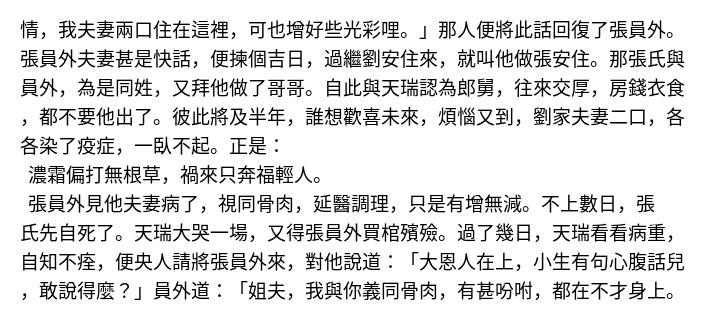 情，我夫妻兩口住在這裡，可也增好些光彩哩。」那人便將此話回復了張員外。
張員外夫妻甚是快話，便揀個吉日，過繼劉安住來，就叫他做張安住。那張氏與
員外，為是同姓，又拜他做了哥哥。自此與天瑞認為郎舅，往來交厚，房錢衣食
，都不要他出了。彼此將及半年，誰想歡喜未來，煩惱又到，劉家夫妻二口，各
各染了疫症，一臥不起。正是：
濃霜偏打無根草，禍來只奔福輕人。
張員外見他夫妻病了，視同骨肉，延醫調理，只是有增無減。不上數日，張
氏先自死了。天瑞大哭一場，又得張員外買棺殯殮。過了幾日，天瑞看看病重，
自知不痊，便央人請將張員外來，對他說道：「大恩人在上，小生有句心腹話兒
，敢說得麼？」員外道：「姐夫，我與你義同骨肉，有甚吩咐，都在不才身上。